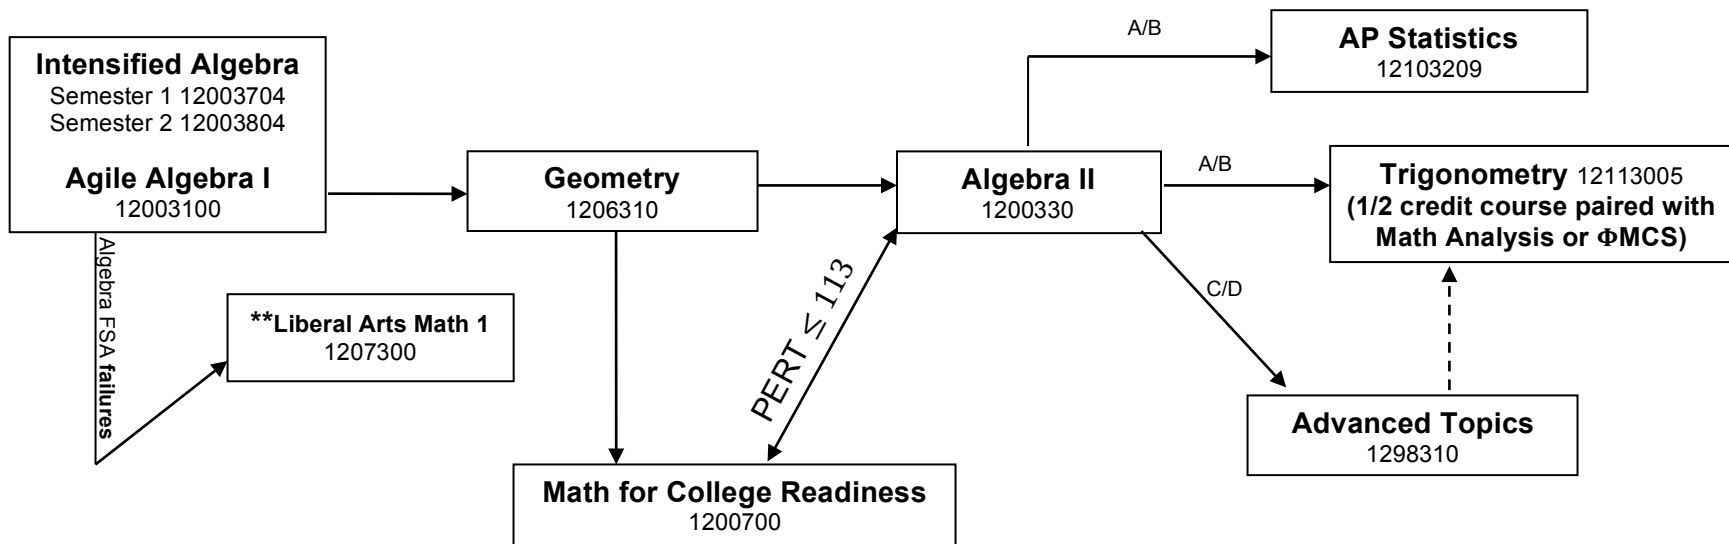 Intensified Algebra
Semester 1 12003704
Semester 2 12003804
Agile Algebra I
12003100
Algebra FSA failures
**Liberal Arts Math 1
1207300
Geometry
1206310
Math for College Readiness
1200700
PERT ≤ 113
Algebra II
1200330
A/B
AP Statistics
12103209
A/B
Trigonometry 12113005
(1/2 credit course paired with
Math Analysis or ΦMCS)
C/D
Advanced Topics
1298310